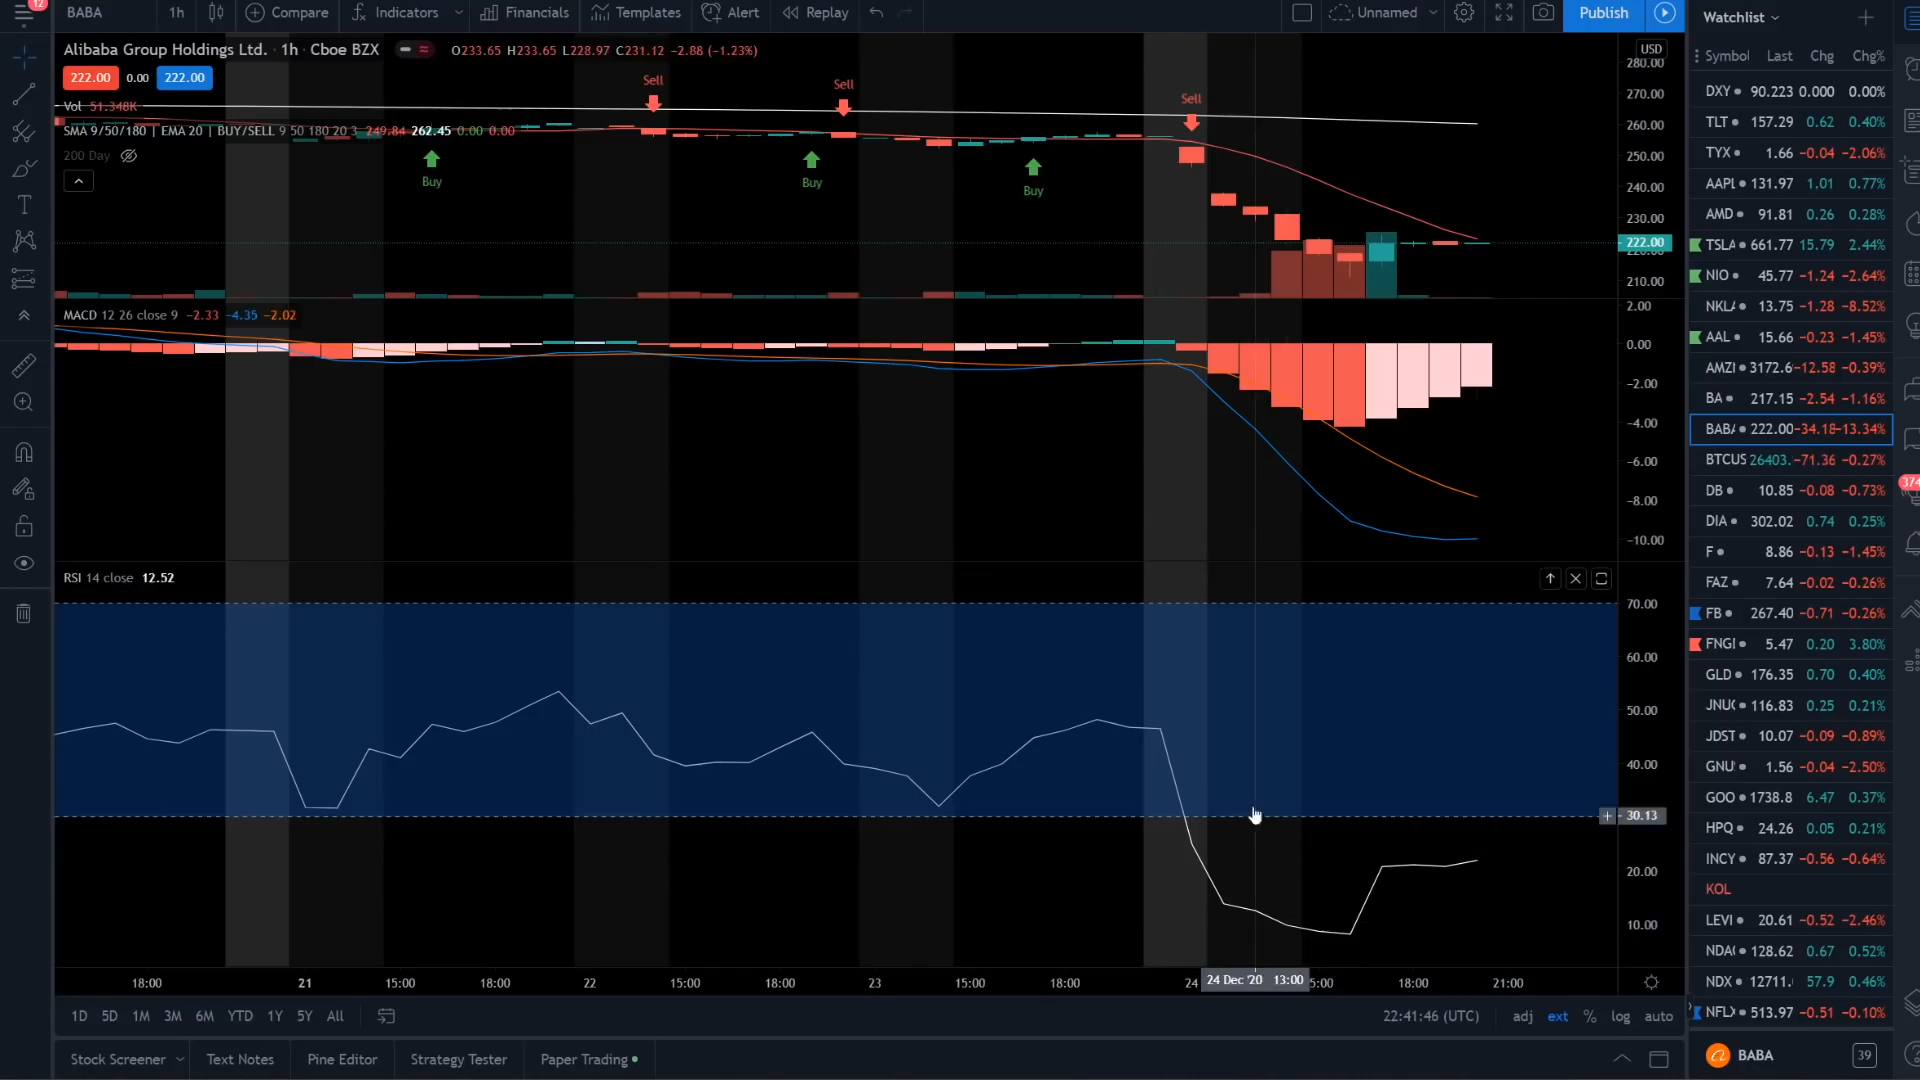 12
BABA 1h Compare Indicators Financials Templates Alert Replay Unnamed Publish
Alibaba Group Holdings Ltd. · 1h · Cboe BZX O233.65 H233.65 L228.97 C231.12 −2.88 (−1.23%)
222.00 0.00 222.00
Vol 51.348K
SMA 9/50/180 | EMA 20 | BUY/SELL 9 50 180 20 3 249.84 262.45 0.00 0.00
200 Day
Sell
Sell
Sell
Buy
Buy
Buy
USD
280.00
270.00
260.00
250.00
240.00
230.00
222.00
220.00
210.00
MACD 12 26 close 9 −2.33 −4.35 −2.02
2.00
0.00
−2.00
−4.00
−6.00
−8.00
−10.00
RSI 14 close 12.52
70.00
60.00
50.00
40.00
30.13
20.00
10.00
18:00 21 15:00 18:00 22 15:00 18:00 23 15:00 18:00 24 24 Dec '20 13:00 5:00 18:00 21:00
1D 5D 1M 3M 6M YTD 1Y 5Y All 22:41:46 (UTC) adj ext % log auto
Stock Screener Text Notes Pine Editor Strategy Tester Paper Trading
Watchlist
Symbol Last Chg Chg%
DXY 90.223 0.000 0.00%
TLT 157.29 0.62 0.40%
TYX 1.66 −0.04 −2.06%
AAPL 131.97 1.01 0.77%
AMD 91.81 0.26 0.28%
TSLA 661.77 15.79 2.44%
NIO 45.77 −1.24 −2.64%
NKLA 13.75 −1.28 −8.52%
AAL 15.66 −0.23 −1.45%
AMZN 3172.6 −12.58 −0.39%
BA 217.15 −2.54 −1.16%
BABA 222.00 −34.18 −13.34%
BTCUS 26403. −71.36 −0.27%
DB 10.85 −0.08 −0.73%
DIA 302.02 0.74 0.25%
F 8.86 −0.13 −1.45%
FAZ 7.64 −0.02 −0.26%
FB 267.40 −0.71 −0.26%
FNGI 5.47 0.20 3.80%
GLD 176.35 0.70 0.40%
JNUG 116.83 0.25 0.21%
JDST 10.07 −0.09 −0.89%
GNU 1.56 −0.04 −2.50%
GOO 1738.8 6.47 0.37%
HPQ 24.26 0.05 0.21%
INCY 87.37 −0.56 −0.64%
KOL
LEVI 20.61 −0.52 −2.46%
NDAQ 128.62 0.67 0.52%
NDX 12711. 57.9 0.46%
NFLX 513.97 −0.51 −0.10%
BABA 39
374